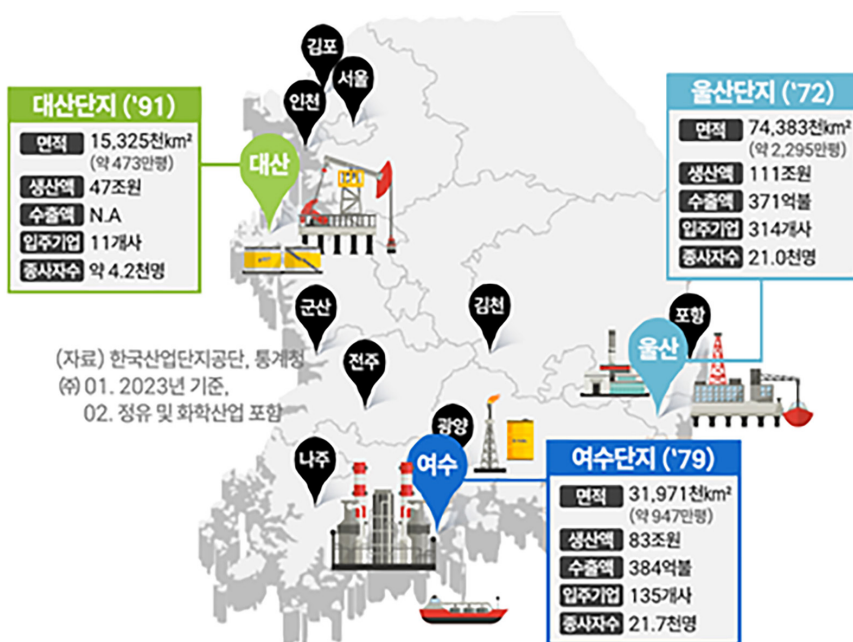 김포
서울
인천
대산단지 ('91)
면적 15,325천km²
(약 473만평)
생산액 47조원
수출액 N.A
입주기업 11개사
종사자수 약 4.2천명
대산
울산단지 ('72)
면적 74,383천km²
(약 2,295만평)
생산액 111조원
수출액 371억불
입주기업 314개사
종사자수 21.0천명
군산
김천
포항
울산
전주
(자료) 한국산업단지공단, 통계청
(주) 01. 2023년 기준,
02. 정유 및 화학산업 포함
광양
여수
나주
여수단지 ('79)
면적 31,971천km²
(약 947만평)
생산액 83조원
수출액 384억불
입주기업 135개사
종사자수 21.7천명